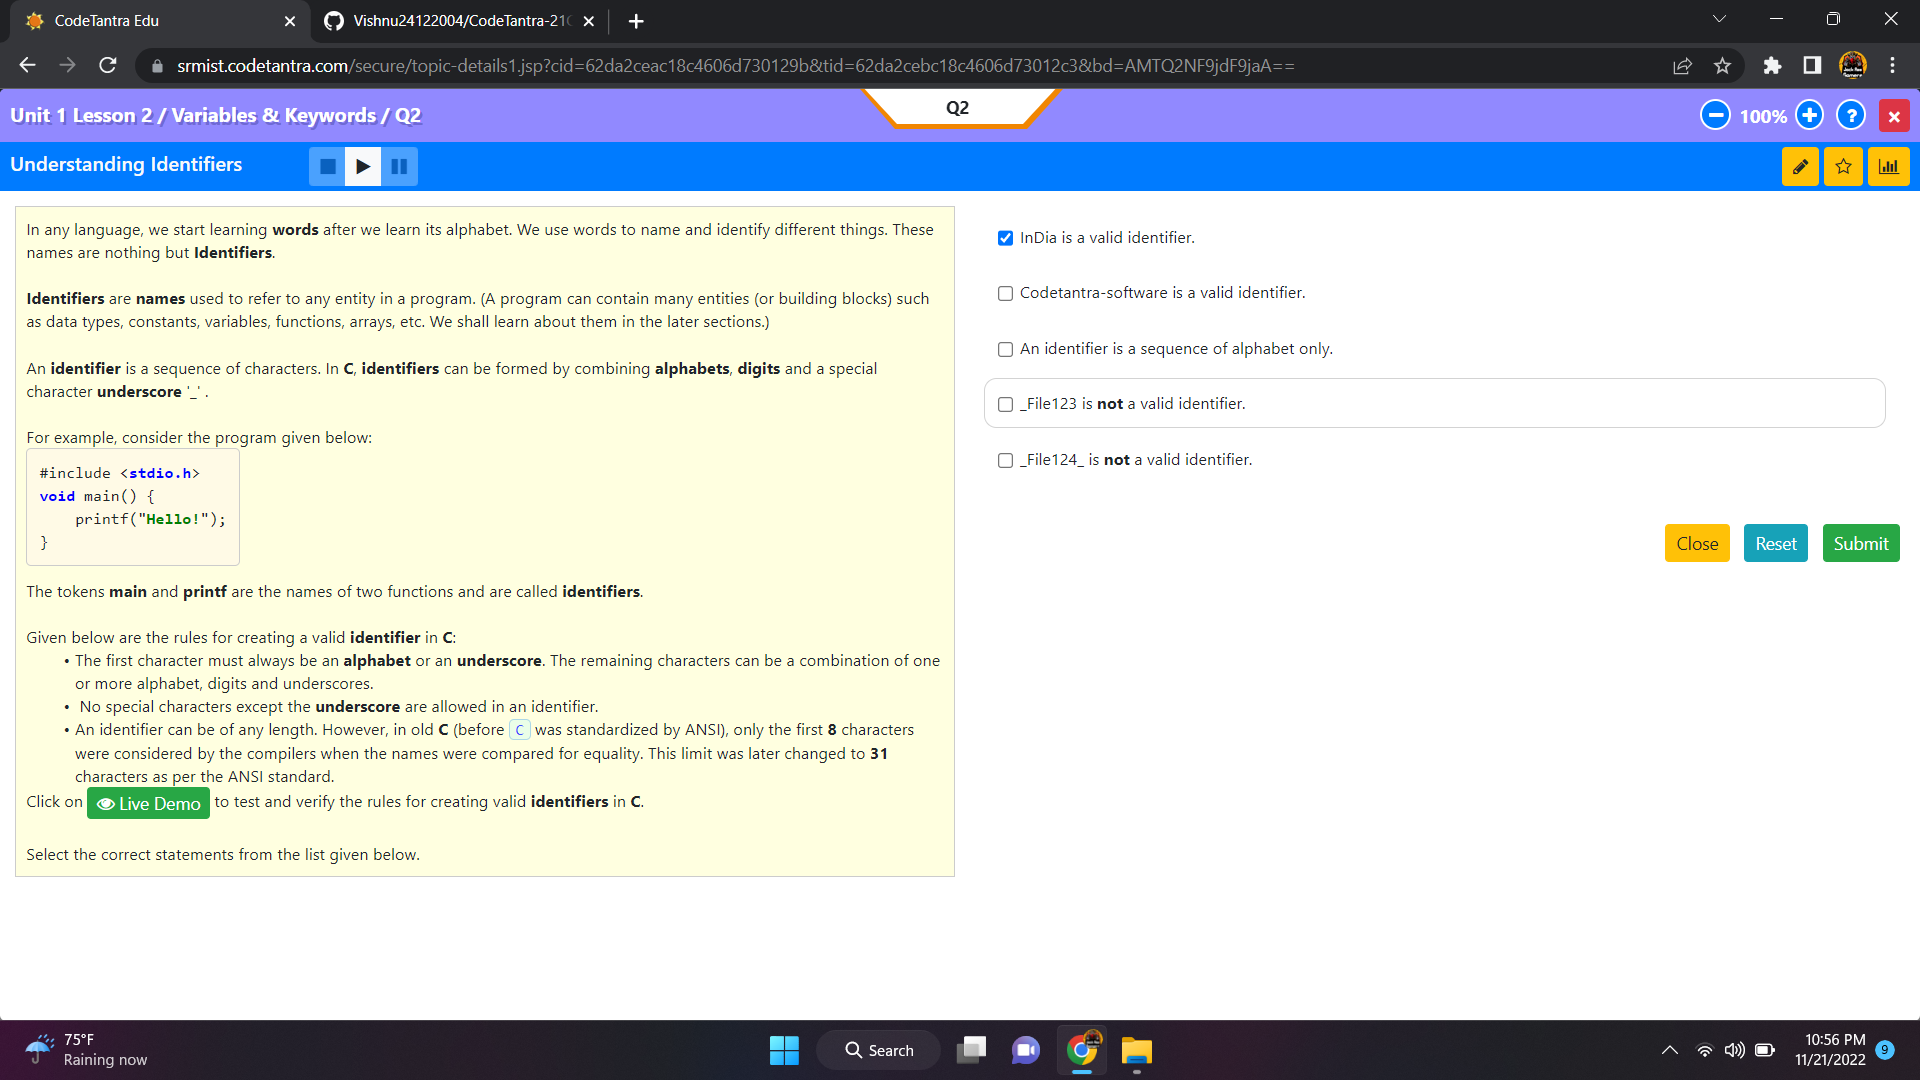 CodeTantra Edu
Vishnu24122004/CodeTantra-21
srmist.codetantra.com/secure/topic-details1.jsp?cid=62da2ceac18c4606d730129b&tid=62da2cebc18c4606d73012c3&bd=AMTQ2NF9jdF9jaA==
Unit 1 Lesson 2 / Variables & Keywords / Q2
Q2
100%
?
Understanding Identifiers
In any language, we start learning words after we learn its alphabet. We use words to name and identify different things. These
names are nothing but Identifiers.
Identifiers are names used to refer to any entity in a program. (A program can contain many entities (or building blocks) such
as data types, constants, variables, functions, arrays, etc. We shall learn about them in the later sections.)
An identifier is a sequence of characters. In C, identifiers can be formed by combining alphabets, digits and a special
character underscore '_' .
For example, consider the program given below:
#include <stdio.h>
void main() {
    printf("Hello!");
}
The tokens main and printf are the names of two functions and are called identifiers.
Given below are the rules for creating a valid identifier in C:
• The first character must always be an alphabet or an underscore. The remaining characters can be a combination of one
or more alphabet, digits and underscores.
• No special characters except the underscore are allowed in an identifier.
• An identifier can be of any length. However, in old C (before C was standardized by ANSI), only the first 8 characters
were considered by the compilers when the names were compared for equality. This limit was later changed to 31
characters as per the ANSI standard.
Click on Live Demo to test and verify the rules for creating valid identifiers in C.
Select the correct statements from the list given below.
InDia is a valid identifier.
Codetantra-software is a valid identifier.
An identifier is a sequence of alphabet only.
_File123 is not a valid identifier.
_File124_ is not a valid identifier.
Close
Reset
Submit
75°F
Raining now
Search
10:56 PM
11/21/2022
9